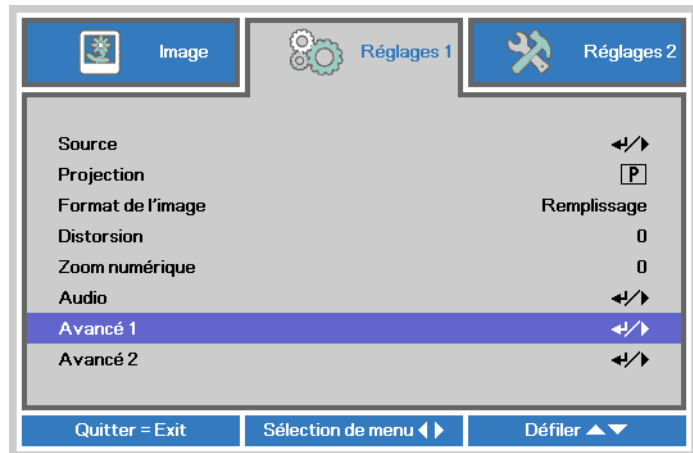 Image
Réglages 1
Réglages 2
Source
Projection P
Format de l'image Remplissage
Distorsion 0
Zoom numérique 0
Audio
Avancé 1
Avancé 2
Quitter = Exit
Sélection de menu
Défiler